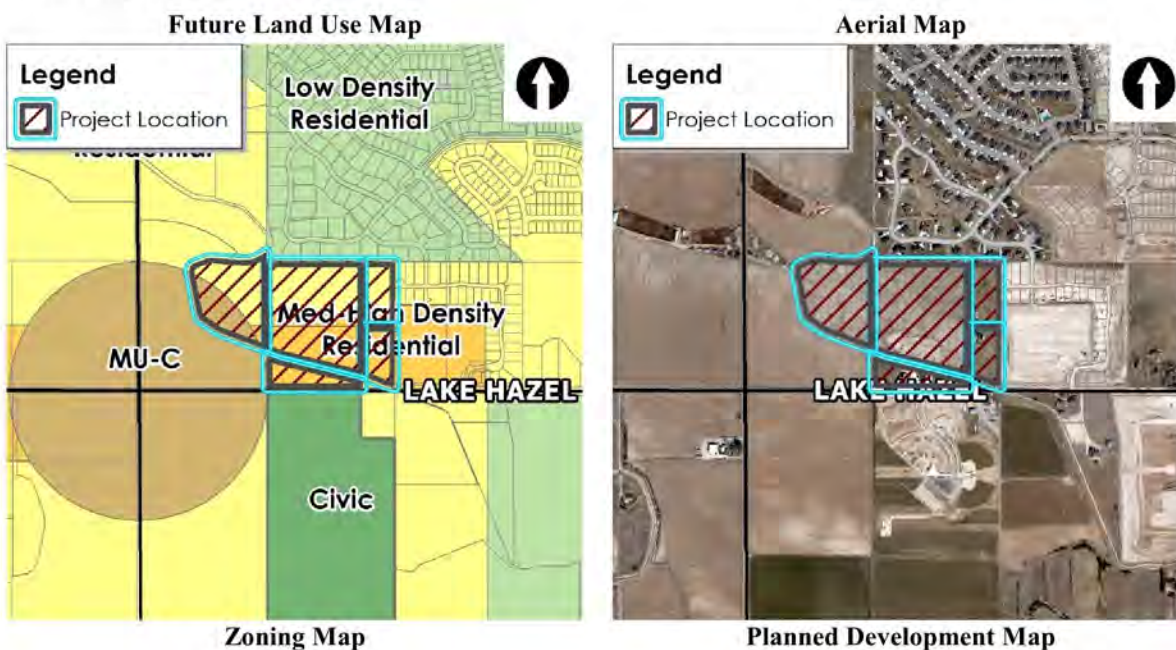 Future Land Use Map
Legend
Project Location
Low Density
Residential
Residential
Med-High Density
Residential
MU-C
LAKE HAZEL
Civic
Aerial Map
Legend
Project Location
LAKE HAZEL
Zoning Map
Planned Development Map